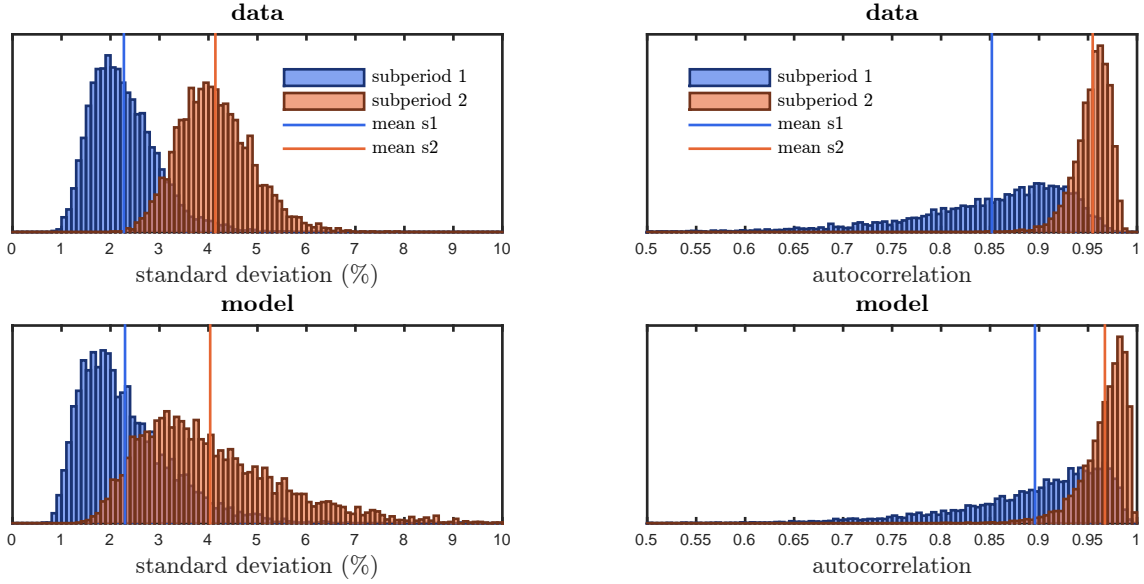 data
subperiod 1
subperiod 2
mean s1
mean s2
0 1 2 3 4 5 6 7 8 9 10
standard deviation (%)
data
subperiod 1
subperiod 2
mean s1
mean s2
0.5 0.55 0.6 0.65 0.7 0.75 0.8 0.85 0.9 0.95 1
autocorrelation
model
0 1 2 3 4 5 6 7 8 9 10
standard deviation (%)
model
0.5 0.55 0.6 0.65 0.7 0.75 0.8 0.85 0.9 0.95 1
autocorrelation